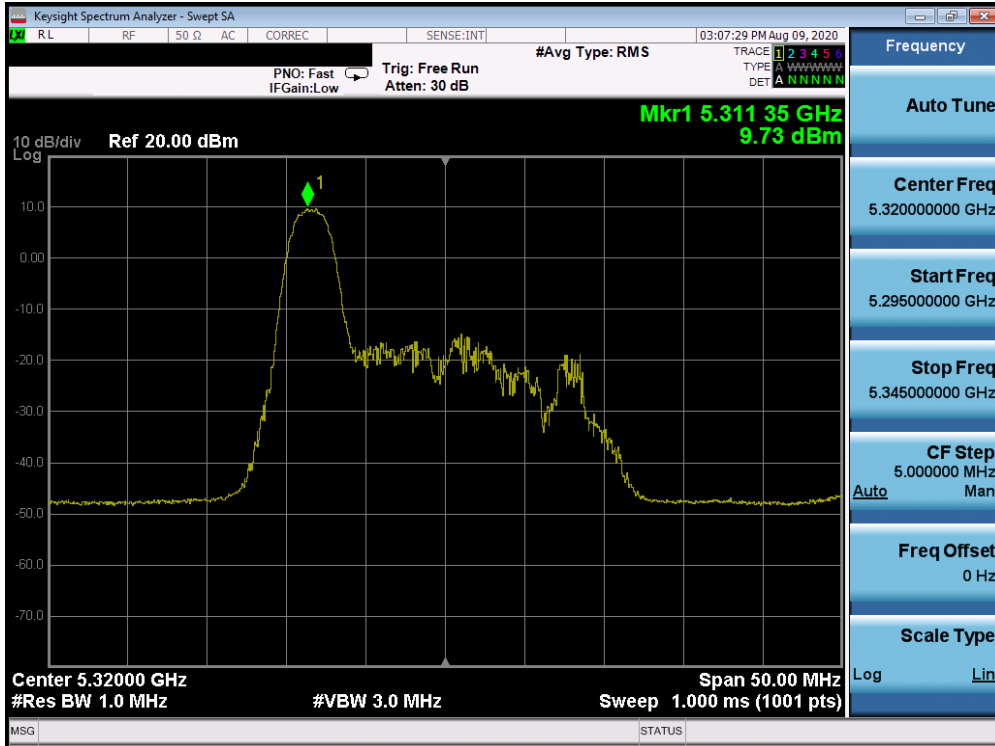 Keysight Spectrum Analyzer - Swept SA
LXI RL RF 50 Ω AC CORREC SENSE:INT 03:07:29 PM Aug 09, 2020
#Avg Type: RMS TRACE 1 2 3 4 5 6
PNO: Fast Trig: Free Run TYPE A WWWWW
IFGain:Low Atten: 30 dB DET A N N N N N
Mkr1 5.311 35 GHz
9.73 dBm
10 dB/div Ref 20.00 dBm
Log
1
10.0
0.00
-10.0
-20.0
-30.0
-40.0
-50.0
-60.0
-70.0
Center 5.32000 GHz Span 50.00 MHz
#Res BW 1.0 MHz #VBW 3.0 MHz Sweep 1.000 ms (1001 pts)
MSG STATUS
Frequency
Auto Tune
Center Freq
5.320000000 GHz
Start Freq
5.295000000 GHz
Stop Freq
5.345000000 GHz
CF Step
5.000000 MHz
Auto Man
Freq Offset
0 Hz
Scale Type
Log Lin